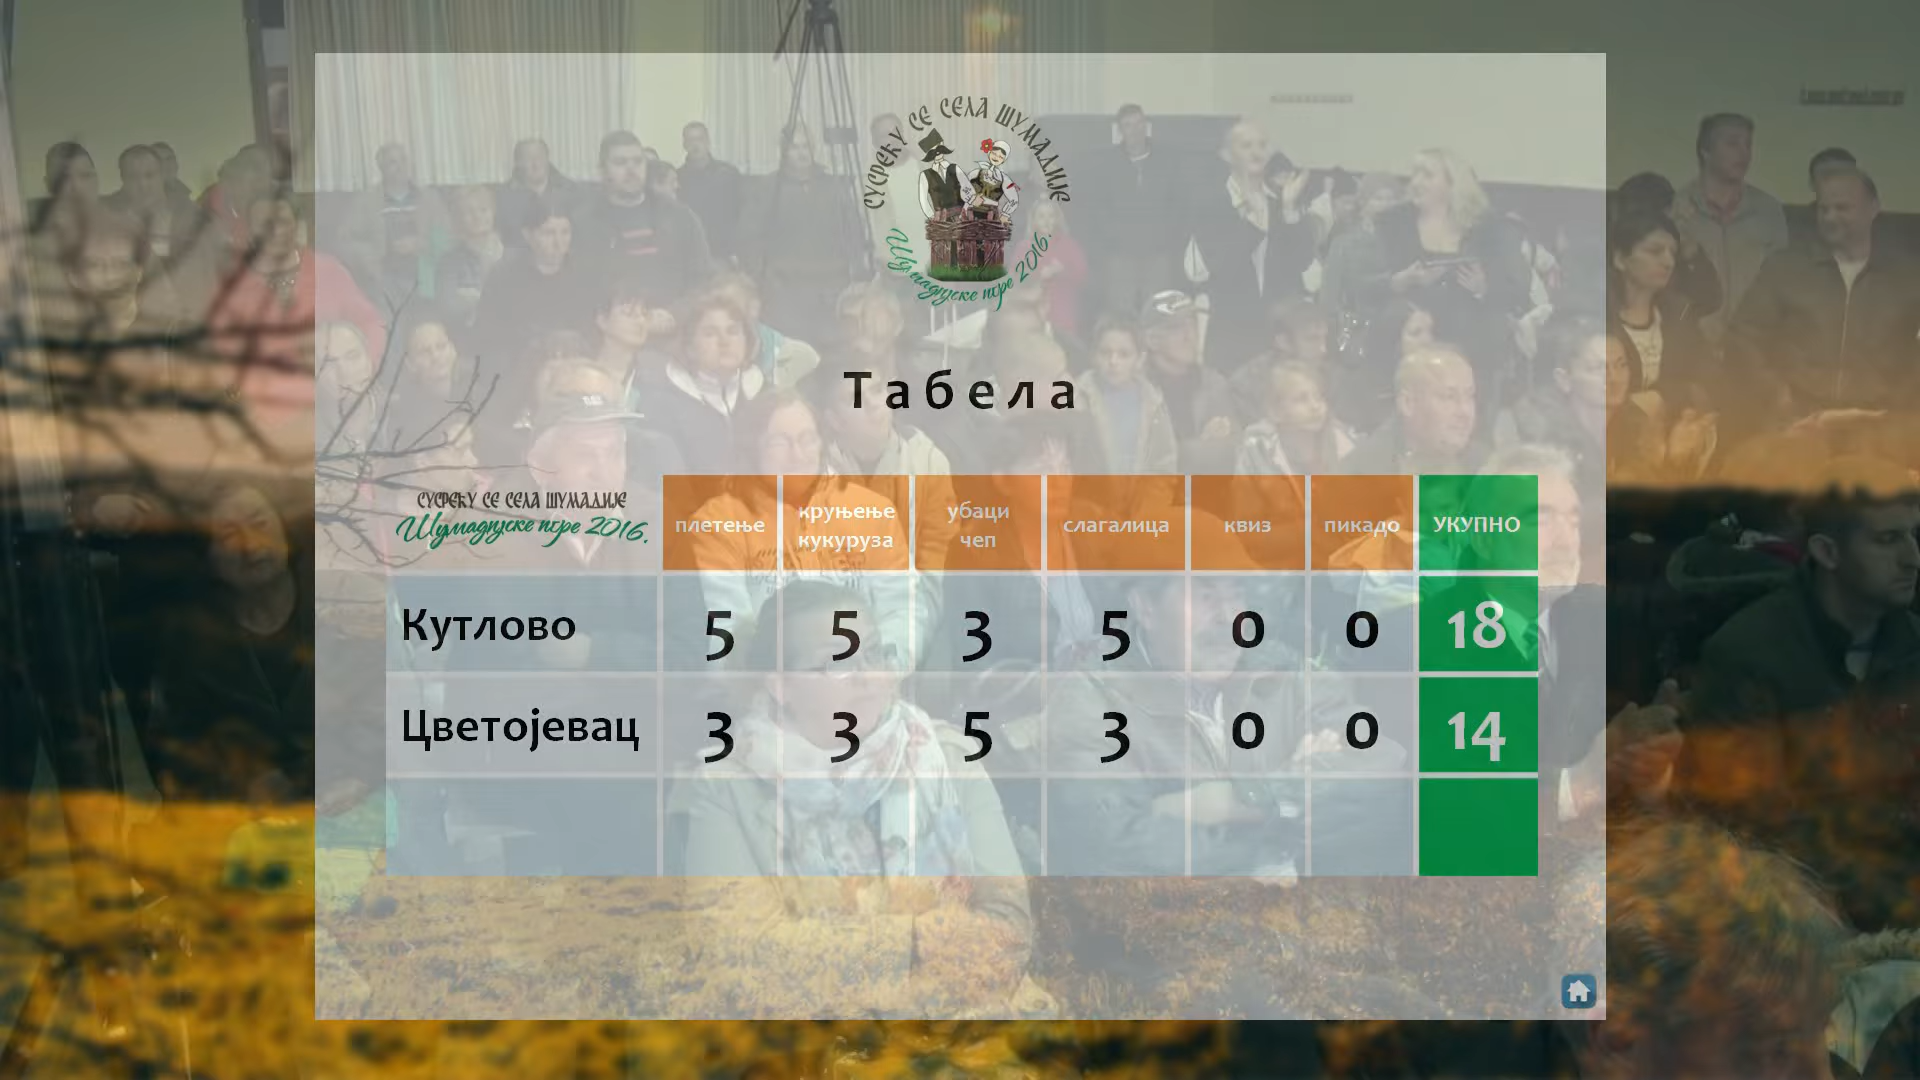 СУСРЕЋУ СЕ СЕЛА ШУМАДИЈЕ
Шумадијске игре 2016.
Табела
СУСРЕЋУ СЕ СЕЛА ШУМАДИЈЕ
Шумадијске игре 2016.
плетење круњење кукуруза убаци чеп слагалица квиз пикадо УКУПНО
Кутлово 5 5 3 5 0 0 18
Цветојевац 3 3 5 3 0 0 14